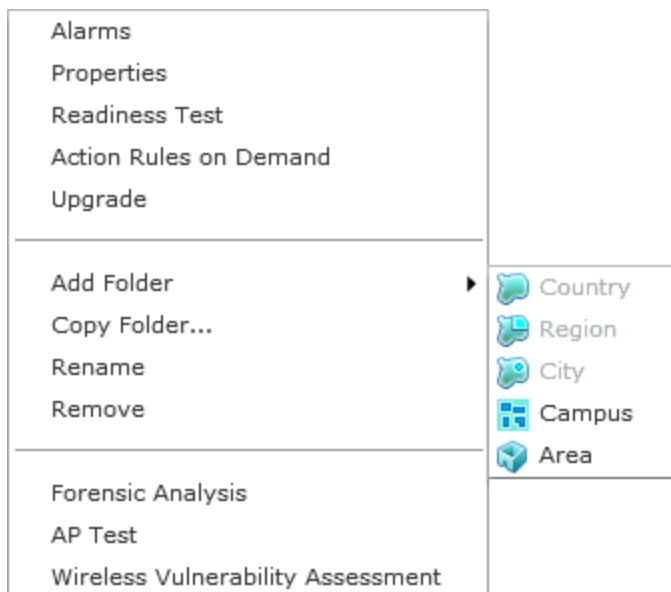 Alarms
Properties
Readiness Test
Action Rules on Demand
Upgrade
Add Folder
Country
Region
City
Campus
Area
Copy Folder...
Rename
Remove
Forensic Analysis
AP Test
Wireless Vulnerability Assessment